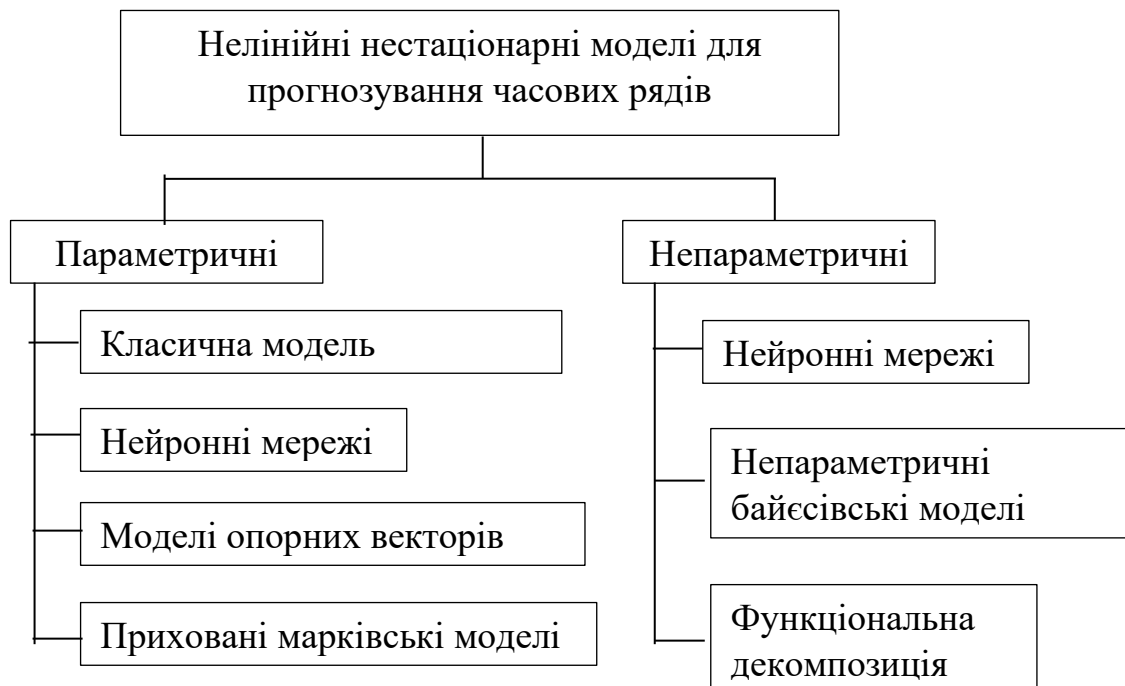 Нелінійні нестаціонарні моделі для
прогнозування часових рядів
Параметричні
Непараметричні
Класична модель
Нейронні мережі
Моделі опорних векторів
Приховані марківські моделі
Нейронні мережі
Непараметричні
байєсівські моделі
Функціональна
декомпозиція